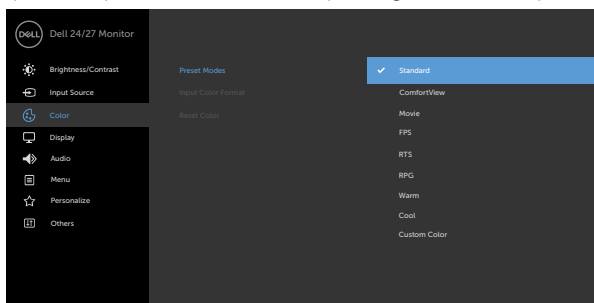 DELL Dell 24/27 Monitor
Brightness/Contrast
Input Source
Color
Display
Audio
Menu
Personalize
Others
Preset Modes
Input Color Format
Reset Color
Standard
ComfortView
Movie
FPS
RTS
RPG
Warm
Cool
Custom Color